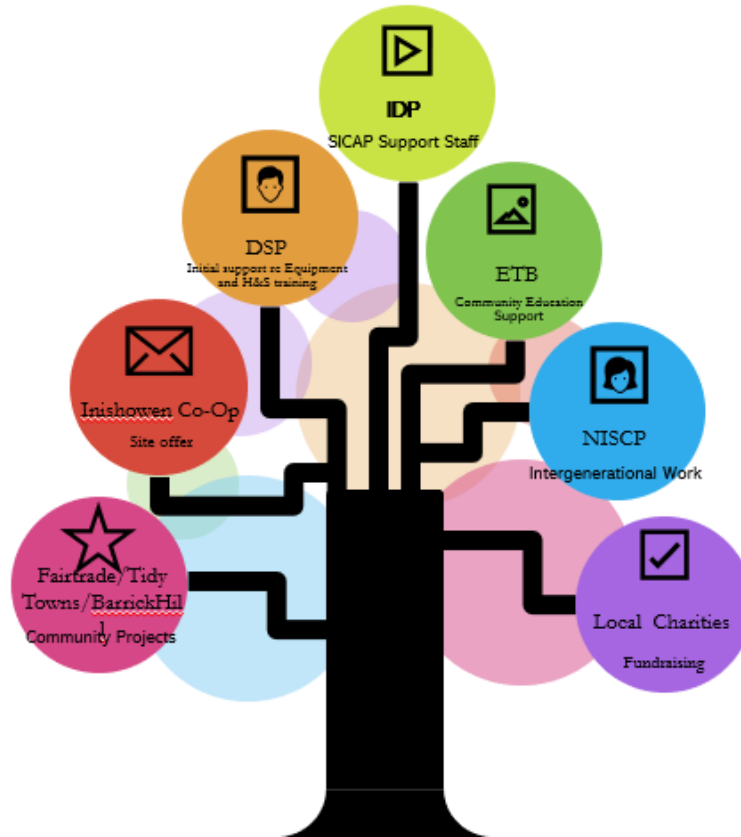 IDP
SICAP Support Staff
DSP
Initial support re Equipment
and H&S training
ETB
Community Education
Support
Inishowen Co-Op
Site offer
NISCP
Intergenerational Work
Fairtrade/Tidy
Towns/BarrickHil
l
Community Projects
Local Charities
Fundraising